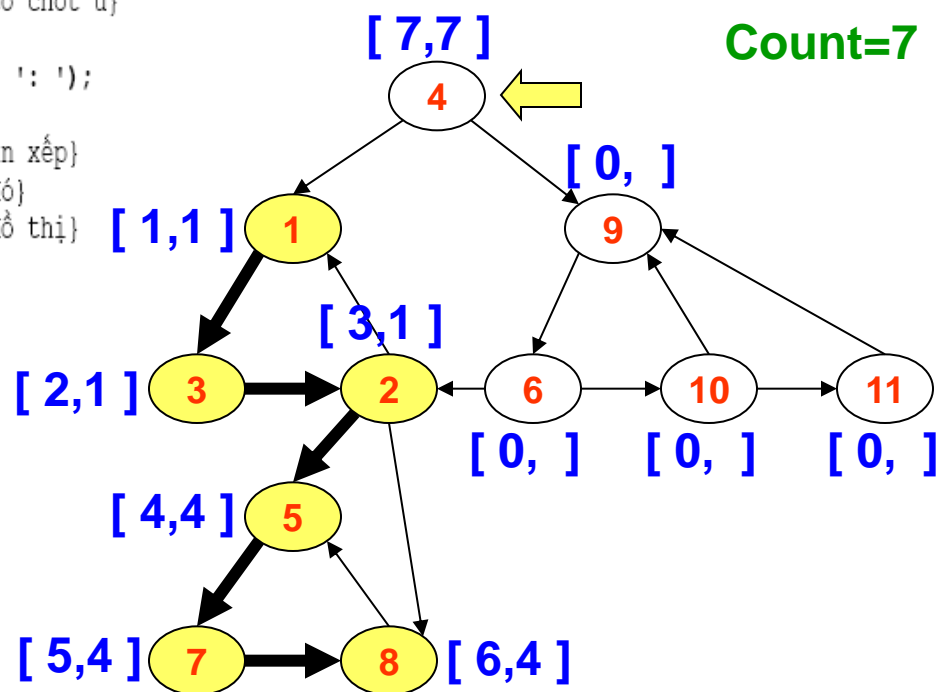 chốt u}
[ 7,7 ]
Count=7
': ');
4
xếp}
[ 0, ]
thị}
[ 1,1 ]
1
9
[ 3,1 ]
[ 2,1 ]
3
2
6
10
11
[ 0, ]
[ 0, ]
[ 0, ]
[ 4,4 ]
5
[ 5,4 ]
7
8
[ 6,4 ]